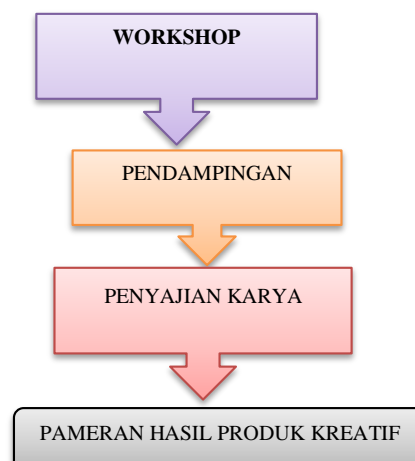 WORKSHOP
PENDAMPINGAN
PENYAJIAN KARYA
PAMERAN HASIL PRODUK KREATIF